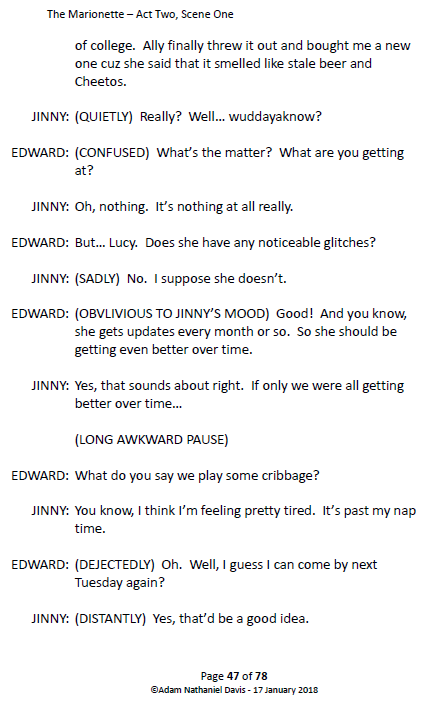 The Marionette – Act Two, Scene One
of college.  Ally finally threw it out and bought me a new
one cuz she said that it smelled like stale beer and
Cheetos.
JINNY: (QUIETLY)  Really?  Well… wuddayaknow?
EDWARD: (CONFUSED)  What's the matter?  What are you getting
at?
JINNY: Oh, nothing.  It's nothing at all really.
EDWARD: But… Lucy.  Does she have any noticeable glitches?
JINNY: (SADLY)  No.  I suppose she doesn't.
EDWARD: (OBVLIVIOUS TO JINNY'S MOOD)  Good!  And you know,
she gets updates every month or so.  So she should be
getting even better over time.
JINNY: Yes, that sounds about right.  If only we were all getting
better over time…
(LONG AWKWARD PAUSE)
EDWARD: What do you say we play some cribbage?
JINNY: You know, I think I'm feeling pretty tired.  It's past my nap
time.
EDWARD: (DEJECTEDLY)  Oh.  Well, I guess I can come by next
Tuesday again?
JINNY: (DISTANTLY)  Yes, that'd be a good idea.
Page 47 of 78
©Adam Nathaniel Davis - 17 January 2018